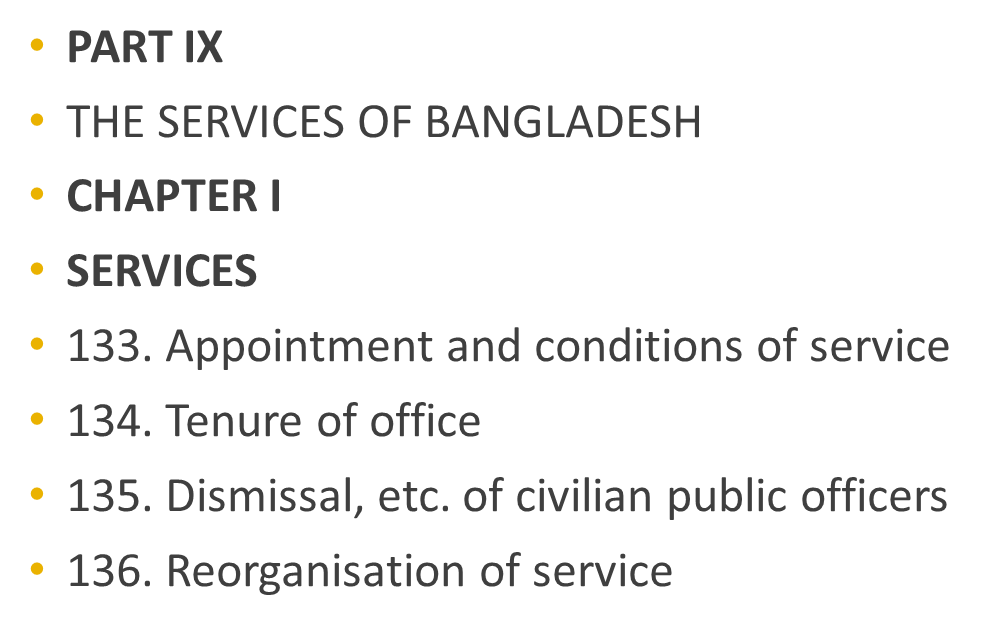 • PART IX
• THE SERVICES OF BANGLADESH
• CHAPTER I
• SERVICES
• 133. Appointment and conditions of service
• 134. Tenure of office
• 135. Dismissal, etc. of civilian public officers
• 136. Reorganisation of service